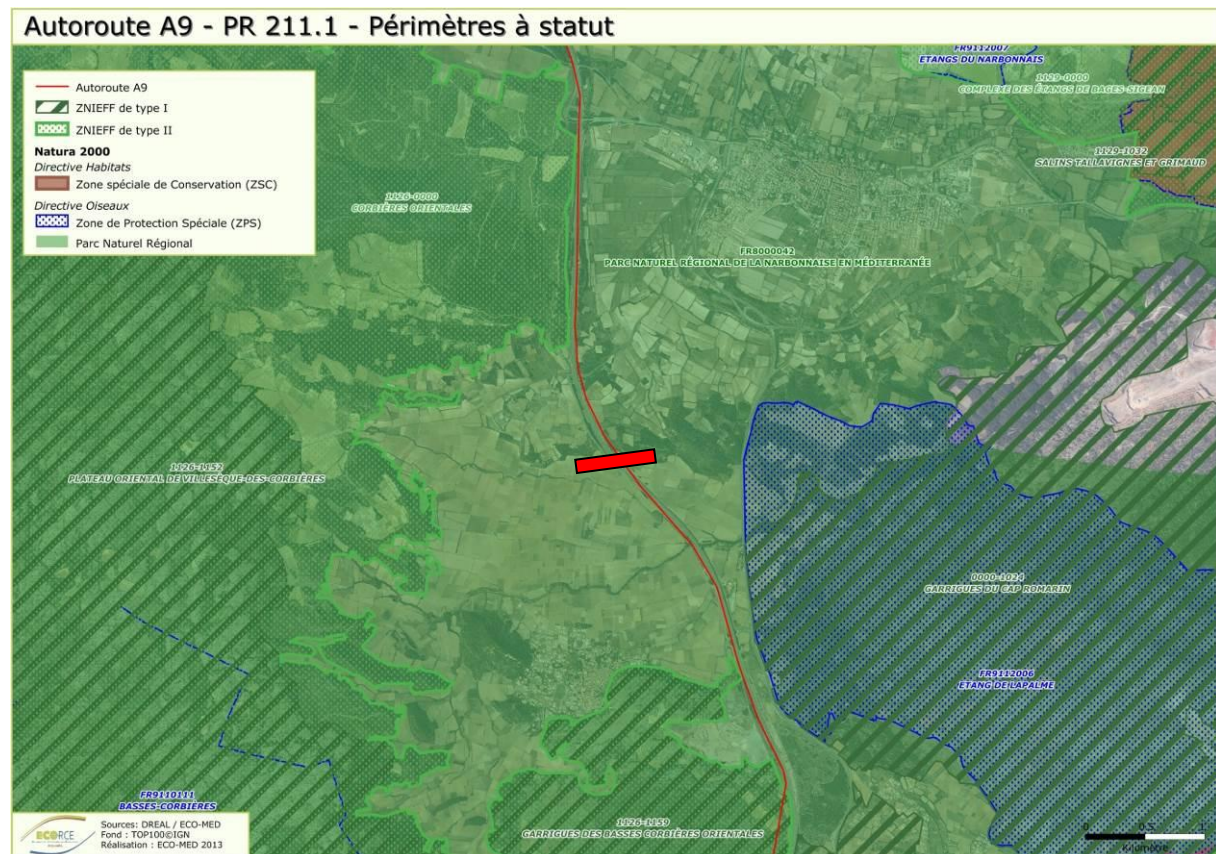 Autoroute A9 - PR 211.1 - Périmètres à statut
Autoroute A9
ZNIEFF de type I
ZNIEFF de type II
Natura 2000
Directive Habitats
Zone spéciale de Conservation (ZSC)
Directive Oiseaux
Zone de Protection Spéciale (ZPS)
Parc Naturel Régional
FR9112007
ETANGS DU NARBONNAIS
1129-0000
COMPLEXE DES ÉTANGS DE BAGES-SIGEAN
1129-1032
SALINS TALLAVIGNES ET GRIMAUD
1126-0000
CORBIÈRES ORIENTALES
FR8000042
PARC NATUREL RÉGIONAL DE LA NARBONNAISE EN MÉDITERRANÉE
1126-1152
PLATEAU ORIENTAL DE VILLESÈQUE-DES-CORBIÈRES
0000-1024
GARRIGUES DU CAP ROMARIN
FR9112006
ÉTANG DE LAPALME
FR9110111
BASSES-CORBIÈRES
1126-1159
GARRIGUES DES BASSES CORBIÈRES ORIENTALES
ECORCE
Sources: DREAL / ECO-MED
Fond : TOP100©IGN
Réalisation : ECO-MED 2013
Kilomètre